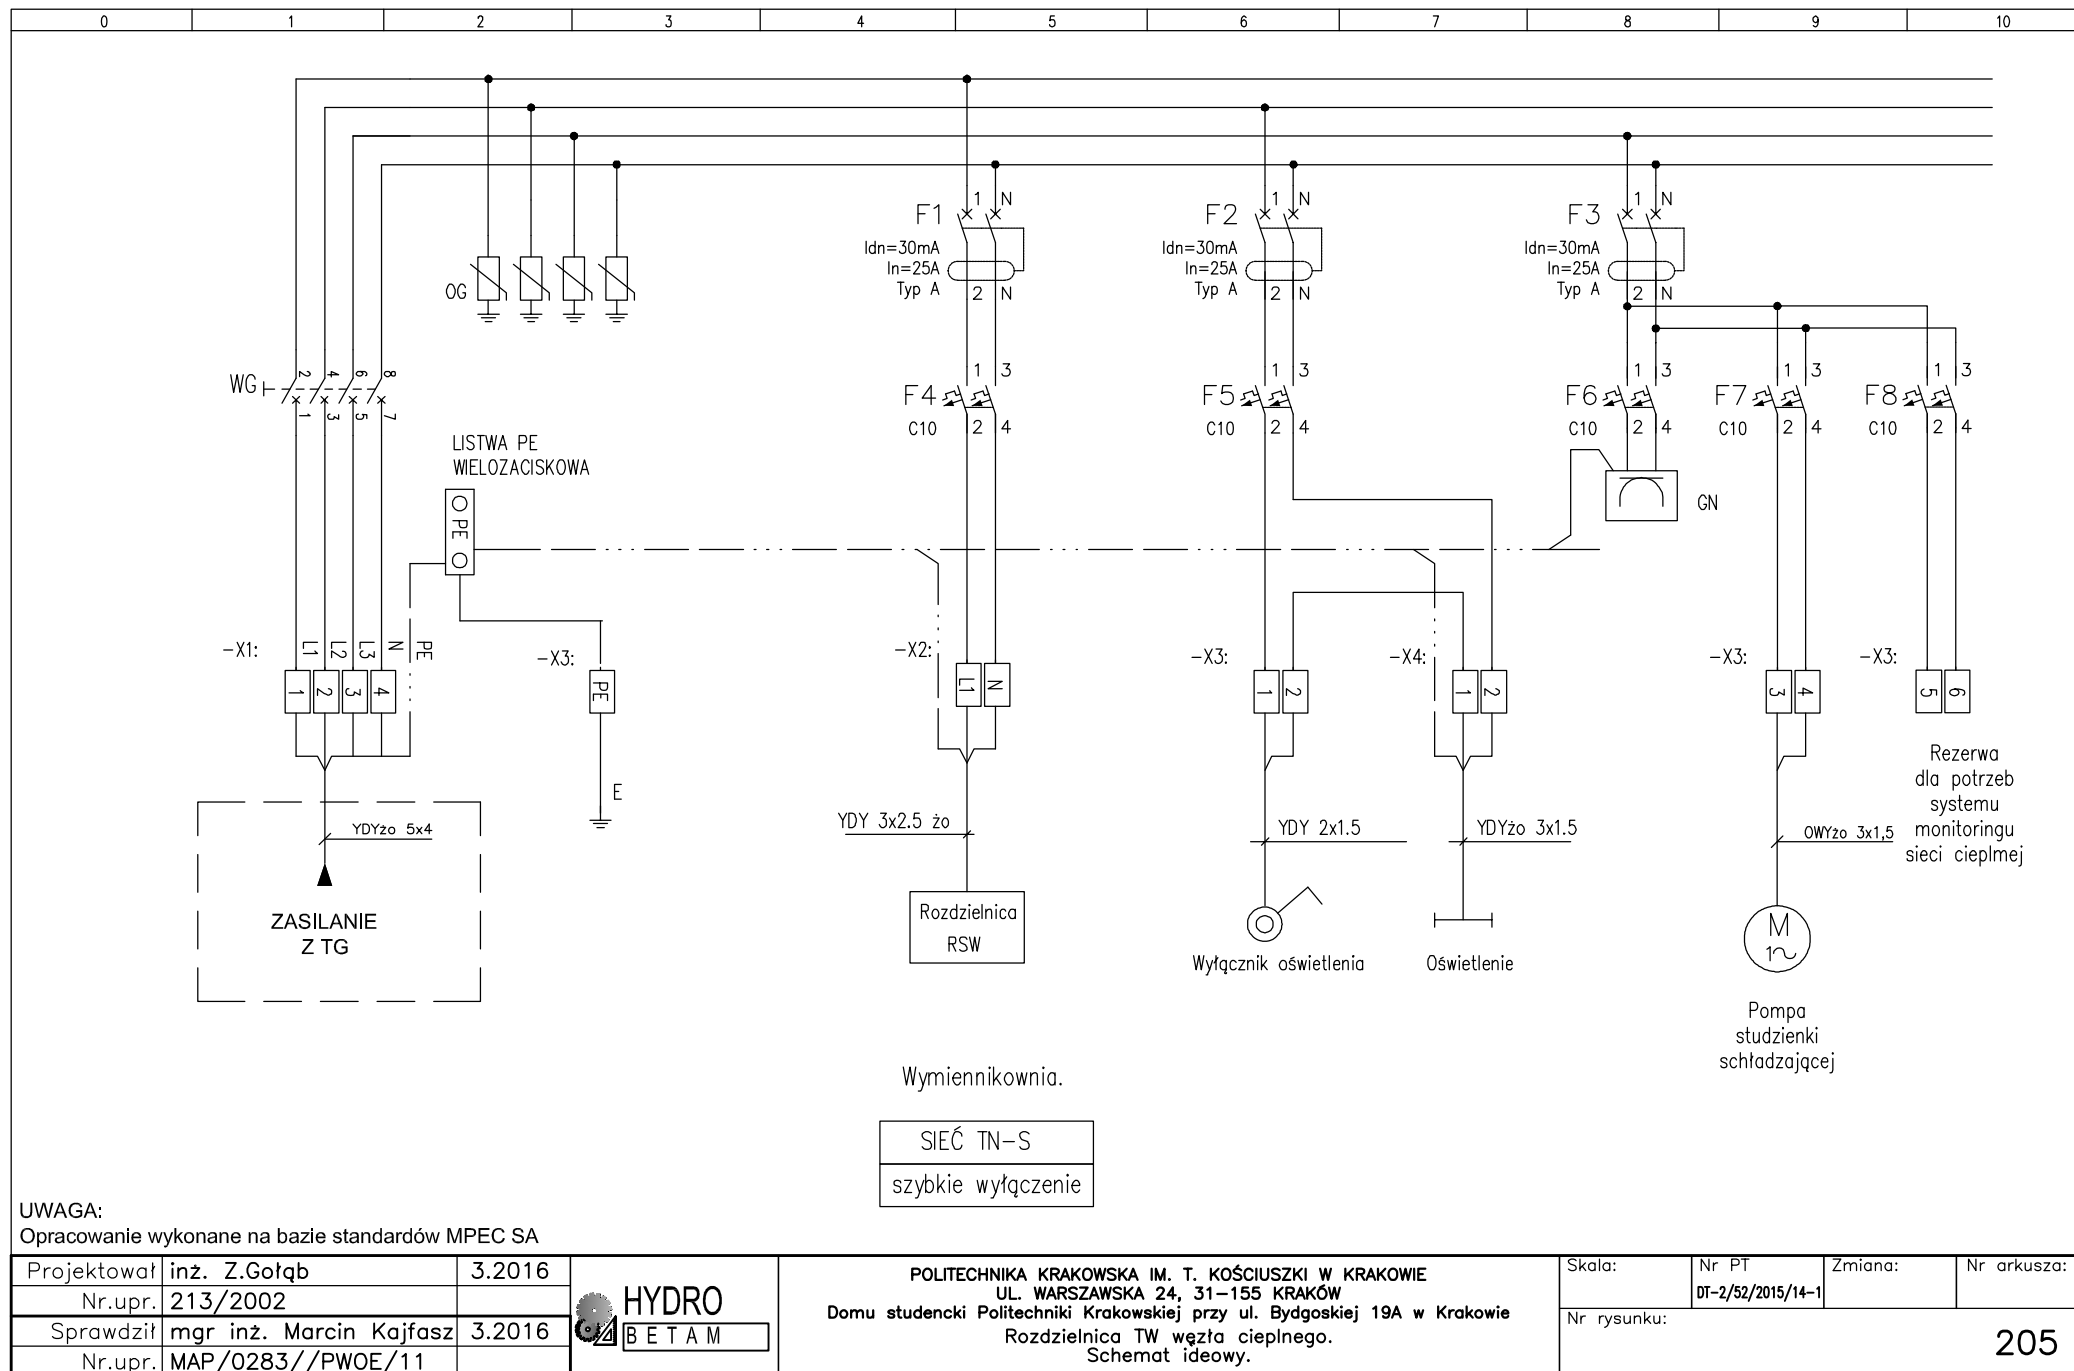 0 1 2 3 4 5 6 7 8 9 10
F1
1 N
Idn=30mA
In=25A
Typ A
2 N
F2
1 N
Idn=30mA
In=25A
Typ A
2 N
F3
1 N
Idn=30mA
In=25A
Typ A
2 N
OG
WG
2 4 6 8
1 3 5 7
F4
1 3
C10
2 4
F5
1 3
C10
2 4
F6
1 3
C10
2 4
F7
1 3
C10
2 4
F8
1 3
C10
2 4
LISTWA PE
WIELOZACISKOWA
PE
GN
-X1:
L1 L2 L3 N PE
1 2 3 4
-X3:
PE
E
-X2:
L1 N
-X3:
1 2
-X4:
1 2
-X3:
3 4
-X3:
5 6
YDYżo 5x4
ZASILANIE
Z TG
YDY 3x2.5 żo
Rozdzielnica
RSW
YDY 2x1.5
Wyłącznik oświetlenia
YDYżo 3x1.5
Oświetlenie
OWYżo 3x1,5
M
1~
Pompa
studzienki
schładzającej
Rezerwa
dla potrzeb
systemu
monitoringu
sieci cieplmej
Wymiennikownia.
SIEĆ TN-S
szybkie wyłączenie
UWAGA:
Opracowanie wykonane na bazie standardów MPEC SA
Projektował inż. Z.Gołąb 3.2016
Nr.upr. 213/2002
Sprawdził mgr inż. Marcin Kajfasz 3.2016
Nr.upr. MAP/0283//PWOE/11
HYDRO
BETAM
POLITECHNIKA KRAKOWSKA IM. T. KOŚCIUSZKI W KRAKOWIE
UL. WARSZAWSKA 24, 31-155 KRAKÓW
Domu studencki Politechniki Krakowskiej przy ul. Bydgoskiej 19A w Krakowie
Rozdzielnica TW węzła cieplnego.
Schemat ideowy.
Skala:
Nr PT
DT-2/52/2015/14-1
Zmiana:
Nr arkusza:
Nr rysunku:
205